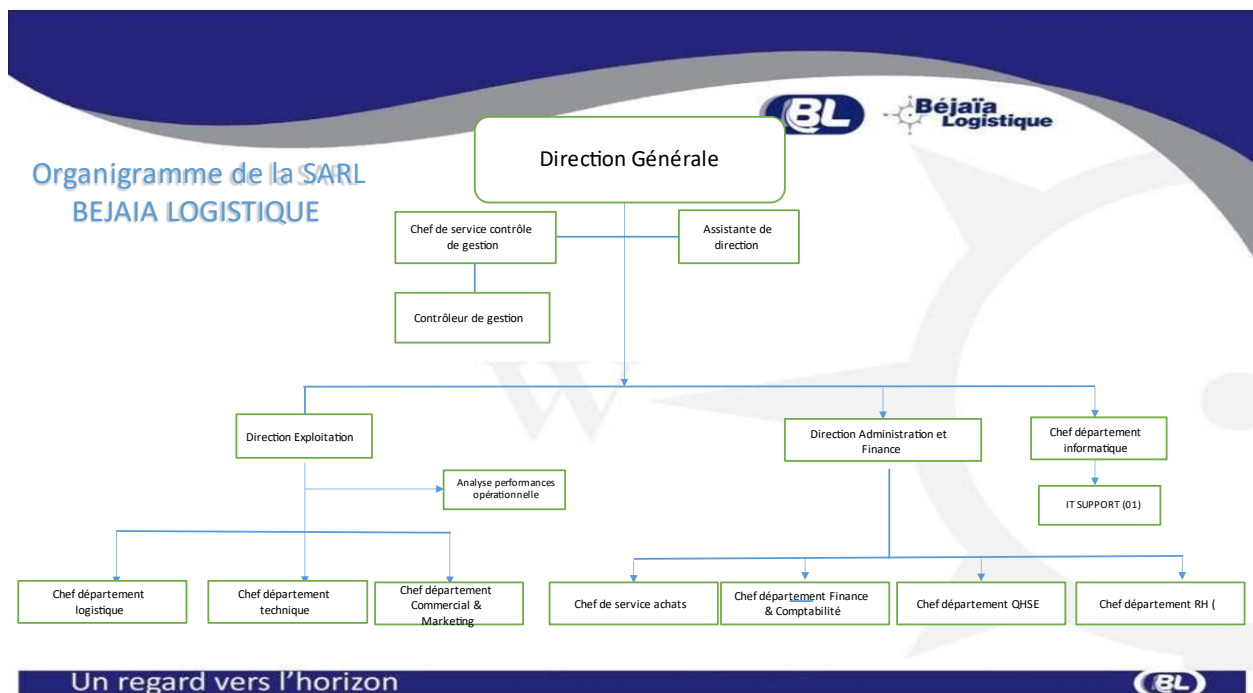 BL
Béjaïa
Logistique
Organigramme de la SARL
BEJAIA LOGISTIQUE
Direction Générale
Chef de service contrôle
de gestion
Assistante de
direction
Contrôleur de gestion
W
Direction Exploitation
Direction Administration et
Finance
Chef département
informatique
Analyse performances
opérationnelle
IT SUPPORT (01)
Chef département
logistique
Chef département
technique
Chef département
Commercial &
Marketing
Chef de service achats
Chef département Finance
& Comptabilité
Chef département QHSE
Chef département RH (
Un regard vers l'horizon
BL